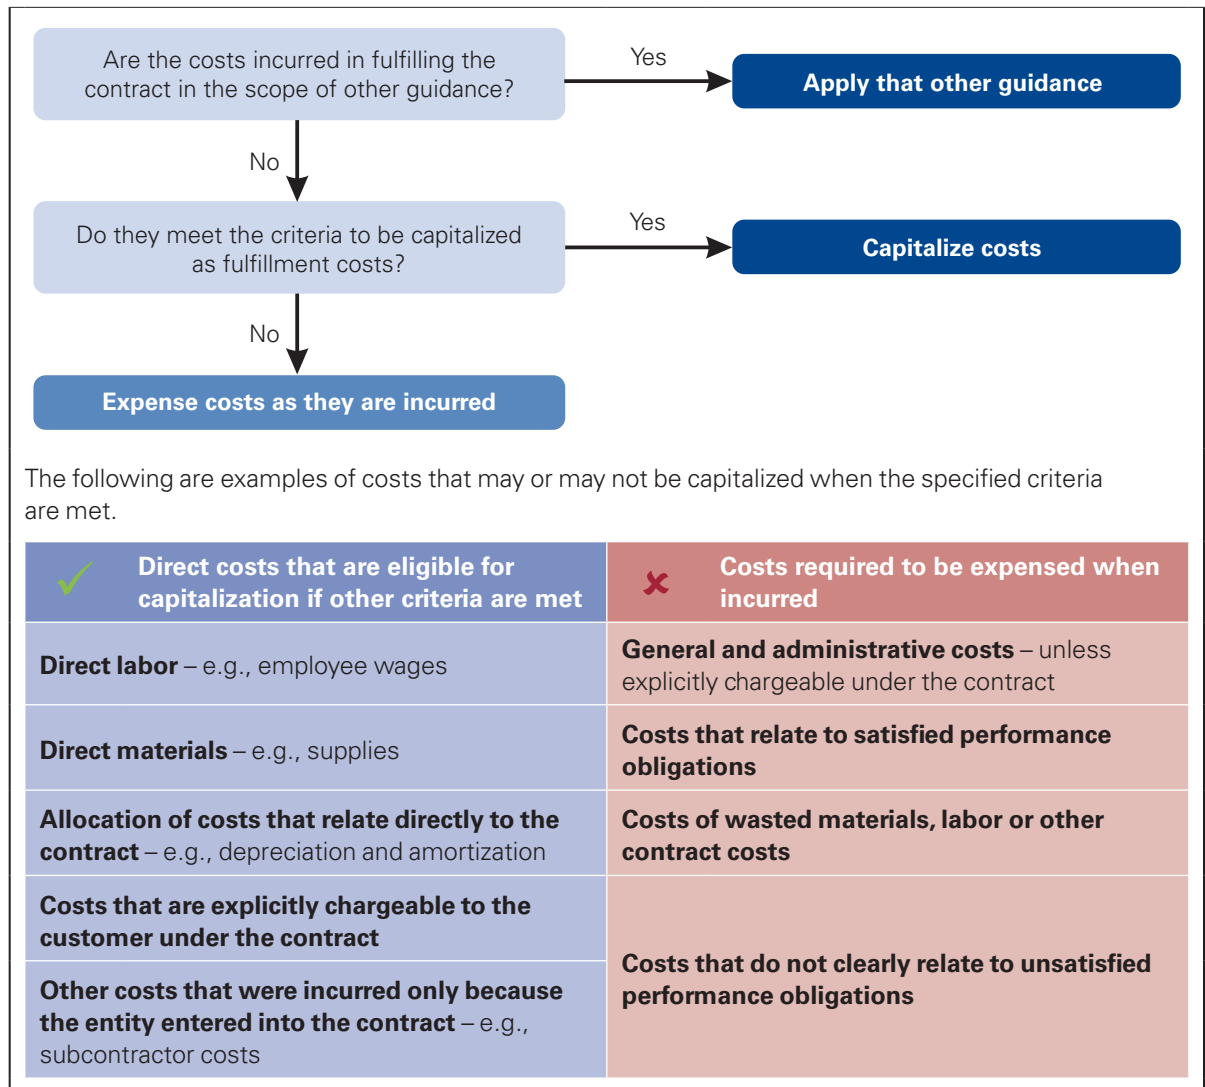 Are the costs incurred in fulfilling the
contract in the scope of other guidance?
Yes
Apply that other guidance
No
Do they meet the criteria to be capitalized
as fulfillment costs?
Yes
Capitalize costs
No
Expense costs as they are incurred
The following are examples of costs that may or may not be capitalized when the specified criteria
are met.
Direct costs that are eligible for
capitalization if other criteria are met
Costs required to be expensed when
incurred
Direct labor – e.g., employee wages
General and administrative costs – unless
explicitly chargeable under the contract
Direct materials – e.g., supplies
Costs that relate to satisfied performance
obligations
Allocation of costs that relate directly to the
contract – e.g., depreciation and amortization
Costs of wasted materials, labor or other
contract costs
Costs that are explicitly chargeable to the
customer under the contract
Costs that do not clearly relate to unsatisfied
performance obligations
Other costs that were incurred only because
the entity entered into the contract – e.g.,
subcontractor costs